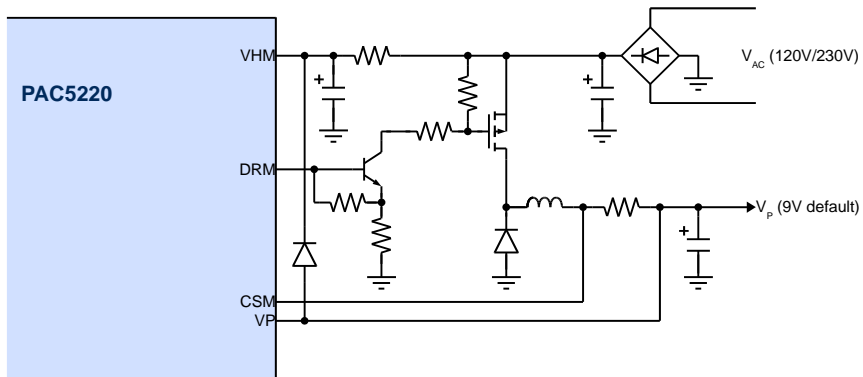 VHM
V_AC (120V/230V)
PAC5220
DRM
V_P (9V default)
CSM
VP
+
+
+